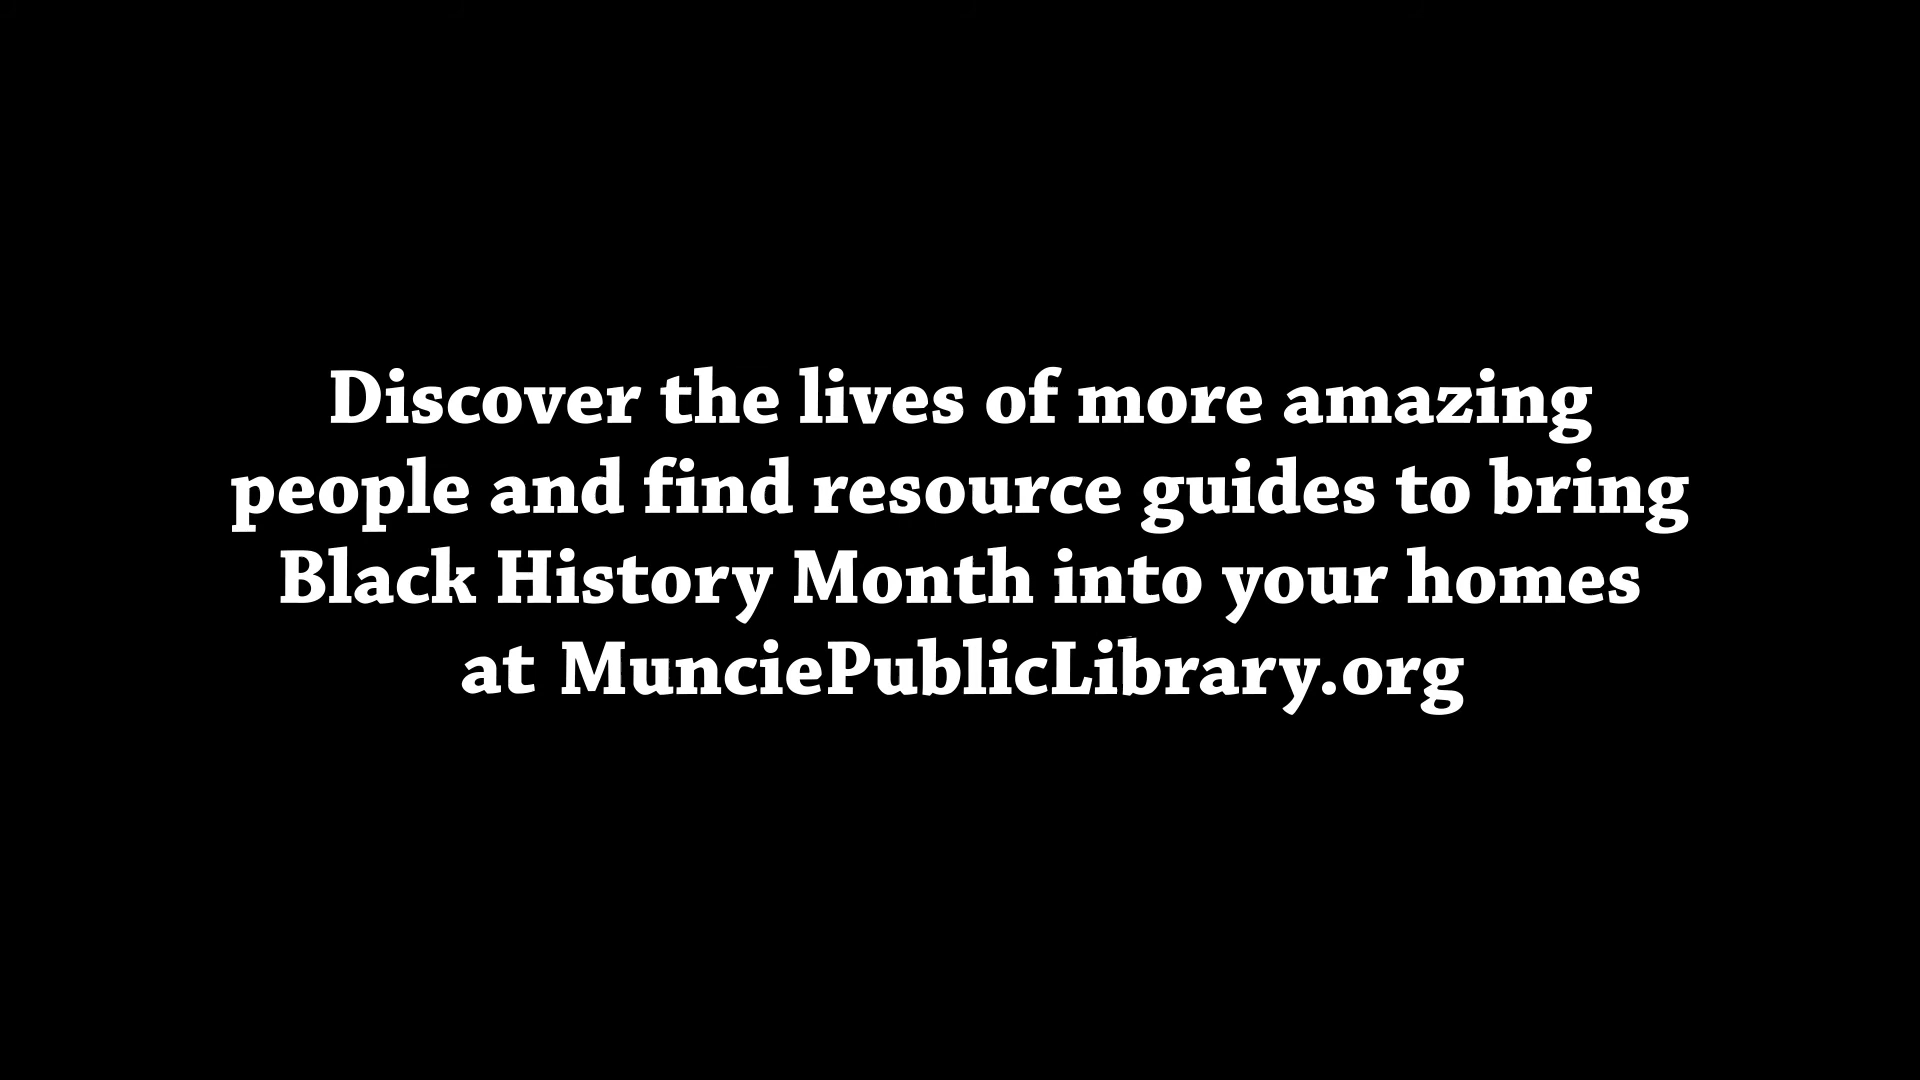 Discover the lives of more amazing
people and find resource guides to bring
Black History Month into your homes
at MunciePublicLibrary.org